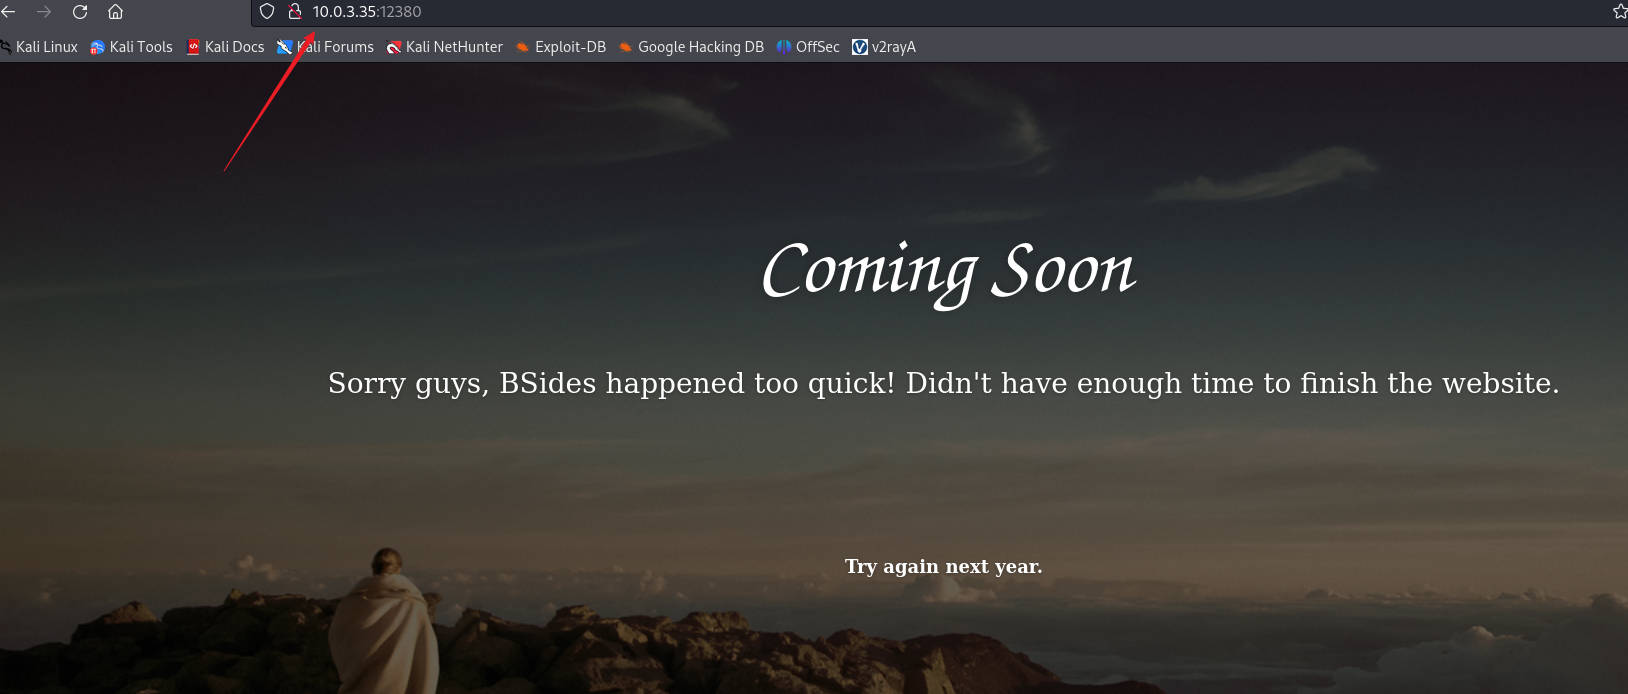 10.0.3.35:12380
Kali Linux Kali Tools Kali Docs Kali Forums Kali NetHunter Exploit-DB Google Hacking DB OffSec v2rayA
Coming Soon
Sorry guys, BSides happened too quick! Didn't have enough time to finish the website.
Try again next year.